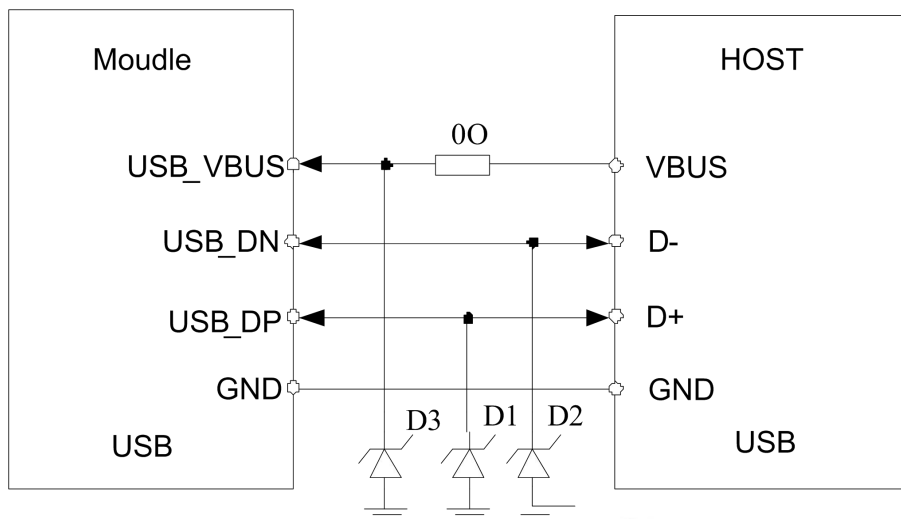 Moudle
HOST
0O
USB_VBUS
VBUS
USB_DN
D-
USB_DP
D+
GND
GND
D3
D1
D2
USB
USB